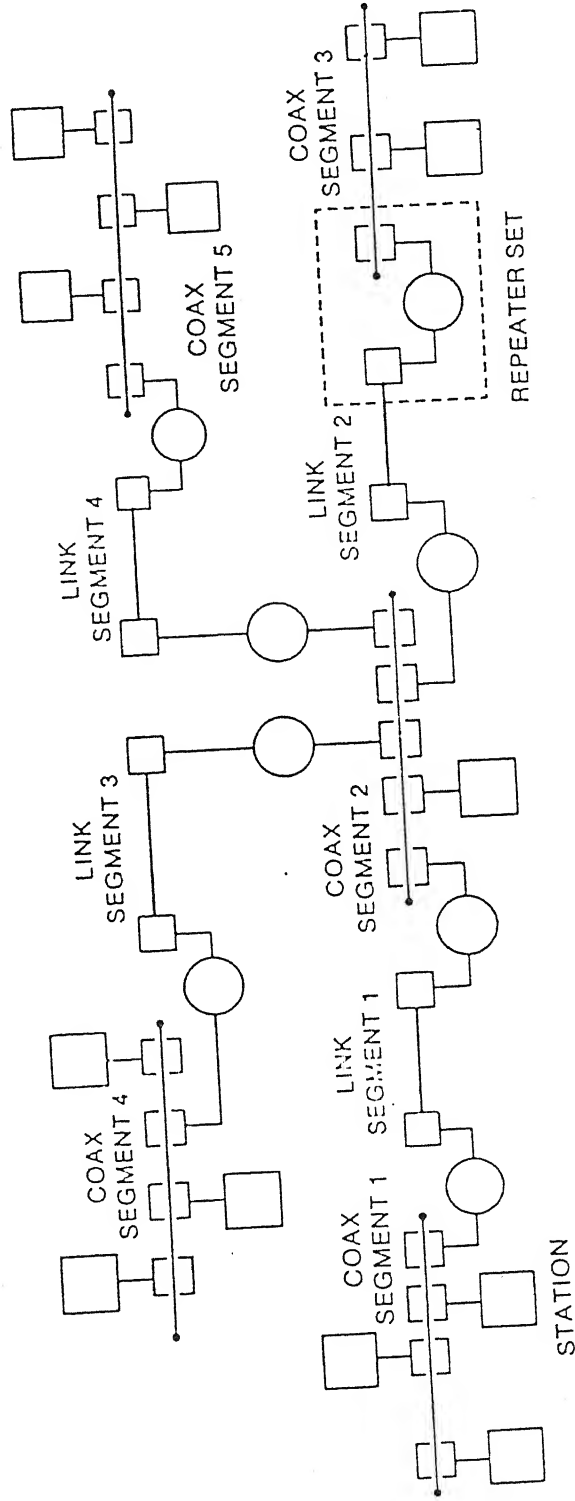 COAX
SEGMENT 4
LINK
SEGMENT 3
LINK
SEGMENT 4
COAX
SEGMENT 5
COAX
SEGMENT 1
STATION
LINK
SEGMENT 1
COAX
SEGMENT 2
LINK
SEGMENT 2
COAX
SEGMENT 3
REPEATER SET